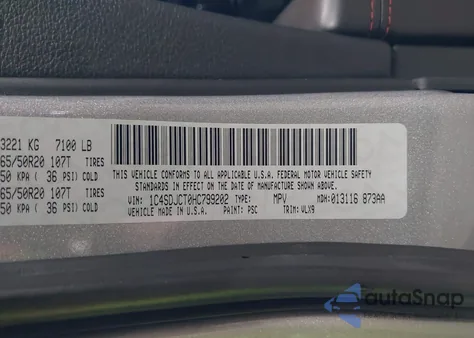 3221 KG 7100 LB
65/50R20 107T TIRES
50 KPA ( 36 PSI) COLD
65/50R20 107T TIRES
50 KPA ( 36 PSI) COLD
THIS VEHICLE CONFORMS TO ALL APPLICABLE U.S.A. FEDERAL MOTOR VEHICLE SAFETY
STANDARDS IN EFFECT ON THE DATE OF MANUFACTURE SHOWN ABOVE.
VIN: 1C4SDJCT0HC799202 TYPE: MPV MDH:013116 873AA
VEHICLE MADE IN U.S.A. PAINT: PSC TRIM: VLX9
autoSnap